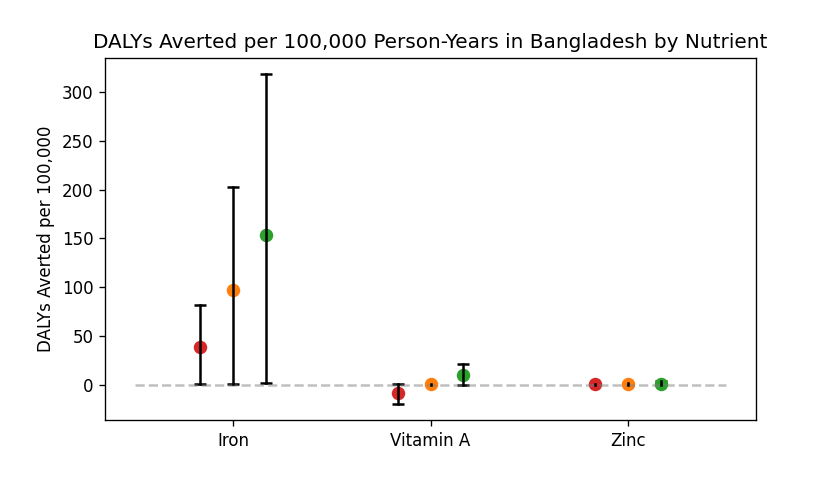 DALYs Averted per 100,000 Person-Years in Bangladesh by Nutrient
DALYs Averted per 100,000
300
250
200
150
100
50
0
Iron
Vitamin A
Zinc